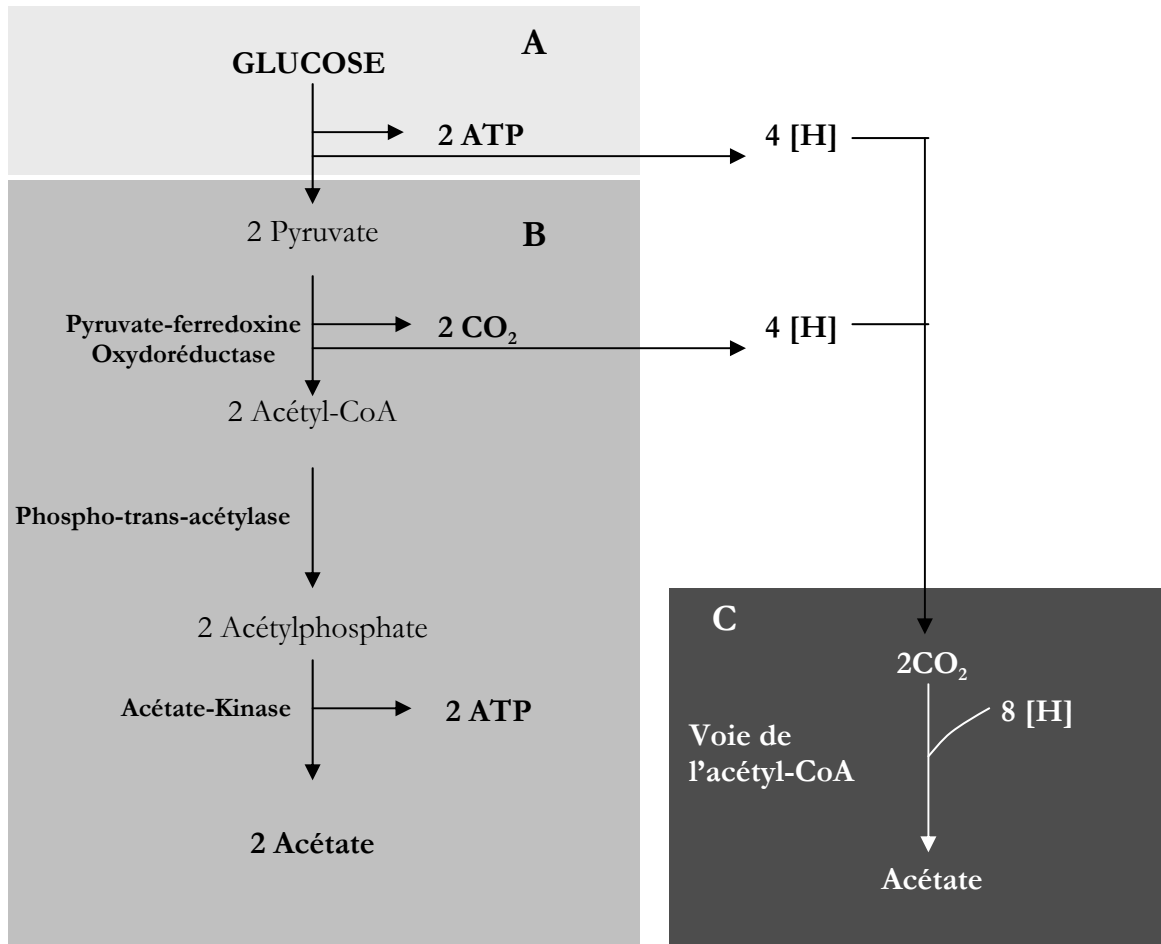 A
GLUCOSE
2 ATP
4 [H]
2 Pyruvate
B
Pyruvate-ferredoxine
Oxydoréductase
2 CO₂
4 [H]
2 Acétyl-CoA
Phospho-trans-acétylase
2 Acétylphosphate
Acétate-Kinase
2 ATP
2 Acétate
C
2CO₂
8 [H]
Voie de
l’acétyl-CoA
Acétate